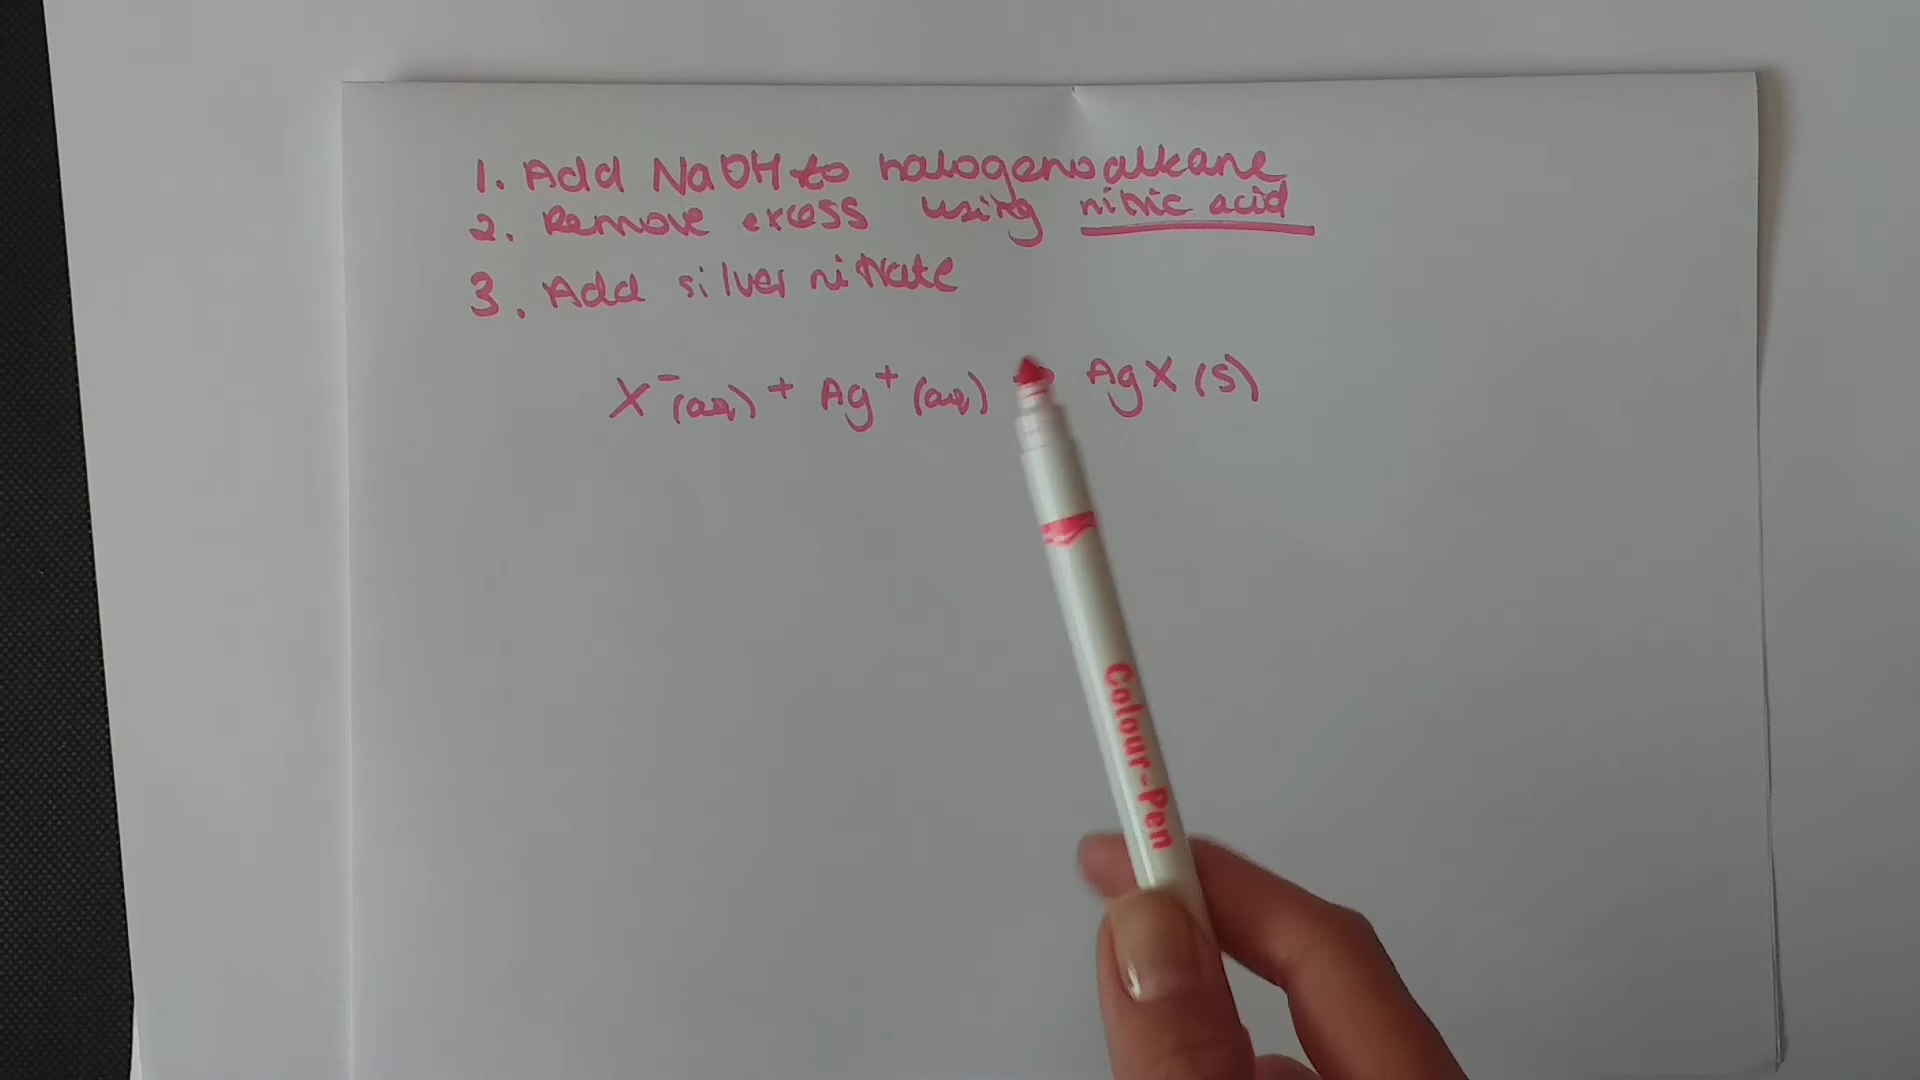 1. Add NaOH to halogenoalkane
2. Remove excess using nitric acid
3. Add silver nitrate
X⁻(aq) + Ag⁺(aq) → AgX(s)
Colour-Pen